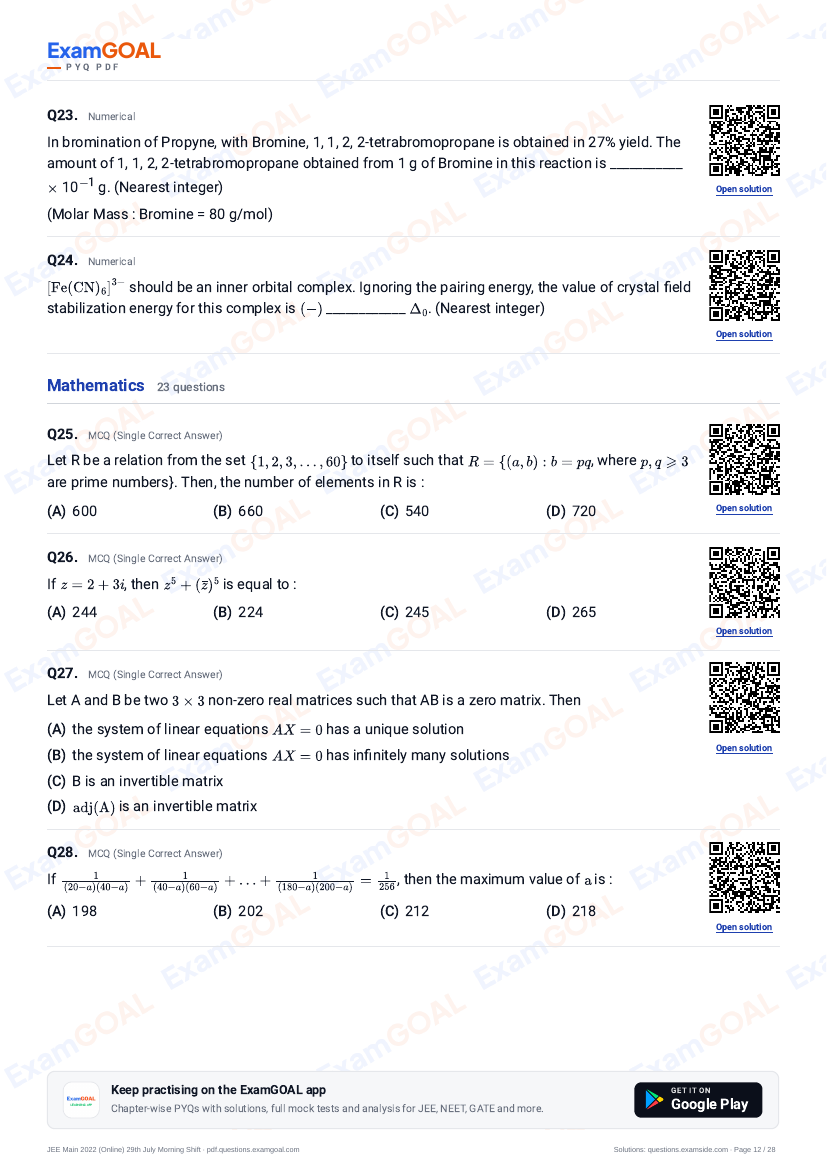 ExamGOAL
PYQ PDF
Q23. Numerical
In bromination of Propyne, with Bromine, 1, 1, 2, 2-tetrabromopropane is obtained in 27% yield. The
amount of 1, 1, 2, 2-tetrabromopropane obtained from 1 g of Bromine in this reaction is ___________
× 10⁻¹ g. (Nearest integer)
(Molar Mass : Bromine = 80 g/mol)
Open solution
Q24. Numerical
[Fe(CN)₆]³⁻ should be an inner orbital complex. Ignoring the pairing energy, the value of crystal field
stabilization energy for this complex is (−) ____________ Δ₀. (Nearest integer)
Open solution
Mathematics 23 questions
Q25. MCQ (Single Correct Answer)
Let R be a relation from the set {1, 2, 3, . . . , 60} to itself such that R = {(a, b) : b = pq, where p, q ⩾ 3
are prime numbers}. Then, the number of elements in R is :
(A) 600 (B) 660 (C) 540 (D) 720
Open solution
Q26. MCQ (Single Correct Answer)
If z = 2 + 3i, then z⁵ + (z̄)⁵ is equal to :
(A) 244 (B) 224 (C) 245 (D) 265
Open solution
Q27. MCQ (Single Correct Answer)
Let A and B be two 3 × 3 non-zero real matrices such that AB is a zero matrix. Then
(A) the system of linear equations AX = 0 has a unique solution
(B) the system of linear equations AX = 0 has infinitely many solutions
(C) B is an invertible matrix
(D) adj(A) is an invertible matrix
Open solution
Q28. MCQ (Single Correct Answer)
If 1/((20−a)(40−a)) + 1/((40−a)(60−a)) + . . . + 1/((180−a)(200−a)) = 1/256, then the maximum value of a is :
(A) 198 (B) 202 (C) 212 (D) 218
Open solution
ExamGOAL
Keep practising on the ExamGOAL app
Chapter-wise PYQs with solutions, full mock tests and analysis for JEE, NEET, GATE and more.
GET IT ON
Google Play
JEE Main 2022 (Online) 29th July Morning Shift · pdf.questions.examgoal.com
Solutions: questions.examside.com · Page 12 / 28